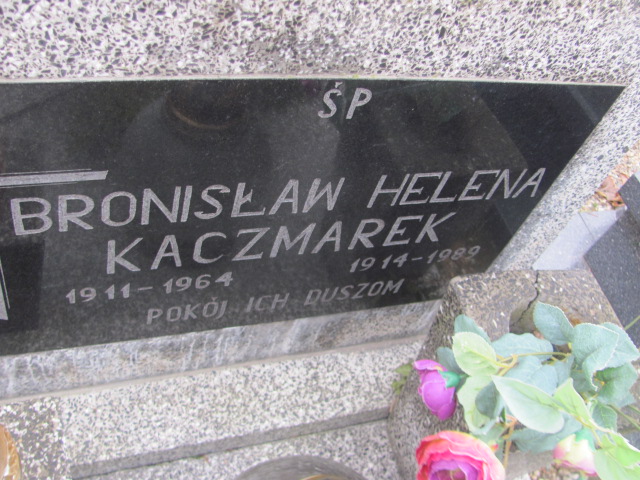 ŚP
BRONISŁAW HELENA
KACZMAREK
1911-1964 1914-1989
POKÓJ ICH DUSZOM